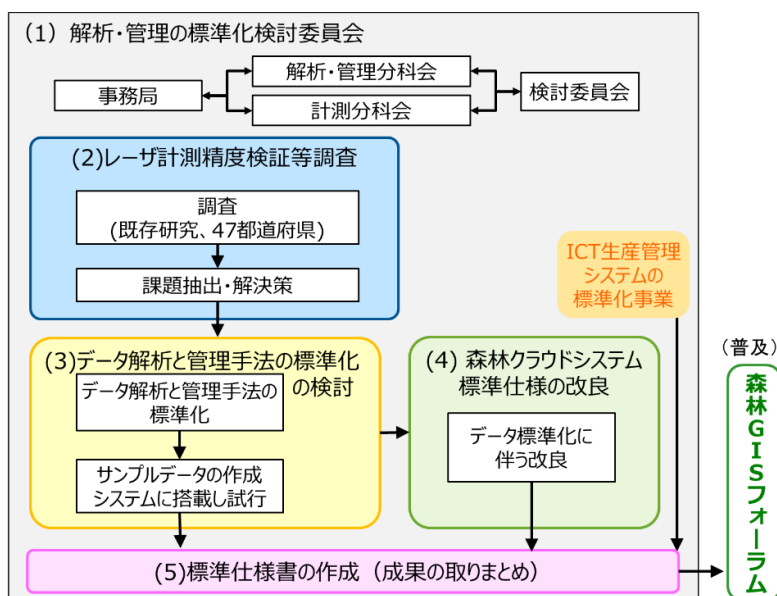 (1) 解析・管理の標準化検討委員会
事務局
解析・管理分科会
計測分科会
検討委員会
(2)レーザ計測精度検証等調査
調査
(既存研究、47都道府県)
課題抽出・解決策
ICT生産管理
システムの
標準化事業
(3)データ解析と管理手法の標準化
の検討
データ解析と管理手法の
標準化
サンプルデータの作成
システムに搭載し試行
(4) 森林クラウドシステム
標準仕様の改良
データ標準化に
伴う改良
(5)標準仕様書の作成（成果の取りまとめ）
(普及)
森林GISフォーラム